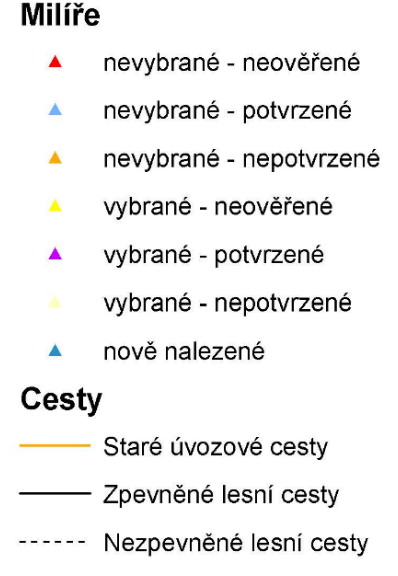 Milíře
nevybrané - neověřené
nevybrané - potvrzené
nevybrané - nepotvrzené
vybrané - neověřené
vybrané - potvrzené
vybrané - nepotvrzené
nově nalezené
Cesty
Staré úvozové cesty
Zpevněné lesní cesty
Nezpevněné lesní cesty